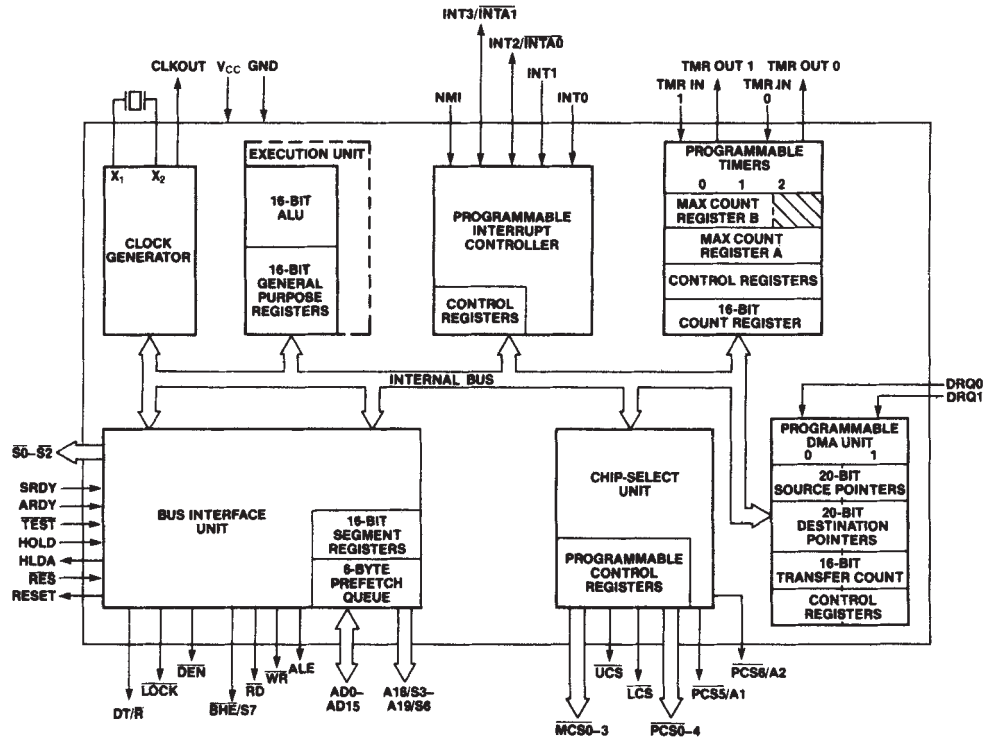 INT3/INTA1
INT2/INTA0
CLKOUT VCC GND
INT1
TMR OUT 1 TMR OUT 0
TMR IN 1
TMR IN 0
NMI
INT0
X1 X2
CLOCK
GENERATOR
EXECUTION UNIT
16-BIT
ALU
16-BIT
GENERAL
PURPOSE
REGISTERS
PROGRAMMABLE
INTERRUPT
CONTROLLER
CONTROL
REGISTERS
PROGRAMMABLE
TIMERS
0 1 2
MAX COUNT
REGISTER B
MAX COUNT
REGISTER A
CONTROL REGISTERS
16-BIT
COUNT REGISTER
INTERNAL BUS
DRQ0
DRQ1
S0–S2
SRDY
ARDY
TEST
HOLD
HLDA
RES
RESET
BUS INTERFACE
UNIT
16-BIT
SEGMENT
REGISTERS
6-BYTE
PREFETCH
QUEUE
CHIP-SELECT
UNIT
PROGRAMMABLE
CONTROL
REGISTERS
PROGRAMMABLE
DMA UNIT
0 1
20-BIT
SOURCE POINTERS
20-BIT
DESTINATION
POINTERS
16-BIT
TRANSFER COUNT
CONTROL
REGISTERS
DT/R
LOCK
DEN
BHE/S7
RD
WR
ALE
AD0–
AD15
A16/S3–
A19/S6
MCS0–3
UCS
LCS
PCS0–4
PCS5/A1
PCS6/A2